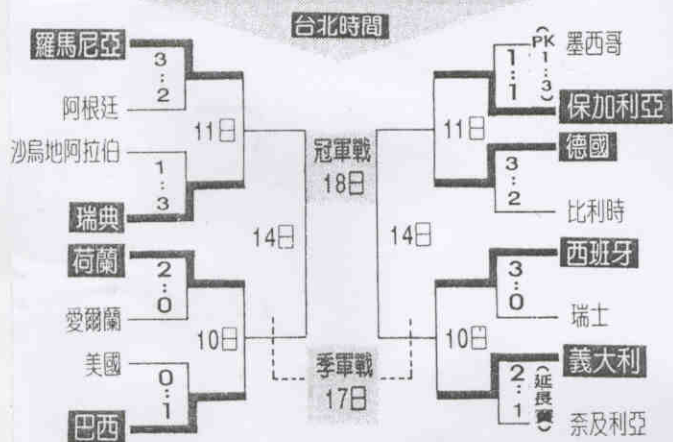 台北時間
羅馬尼亞
3:2
阿根廷
11日
沙烏地阿拉伯
1:3
瑞典
14日
荷蘭
2:0
愛爾蘭
10日
美國
0:1
巴西
冠軍戰
18日
季軍戰
17日
墨西哥
1:1
(PK 1:3)
保加利亞
11日
德國
3:2
比利時
14日
西班牙
3:0
瑞士
10日
義大利
2:1
(延長賽)
奈及利亞